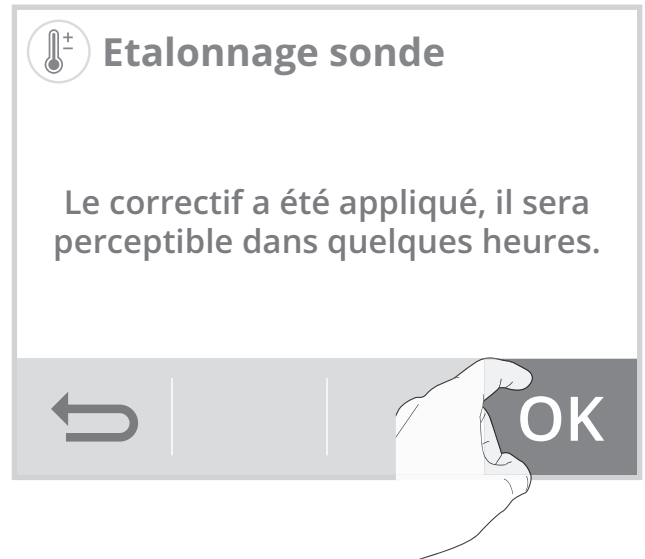 Etalonnage sonde
Le correctif a été appliqué, il sera
perceptible dans quelques heures.
OK